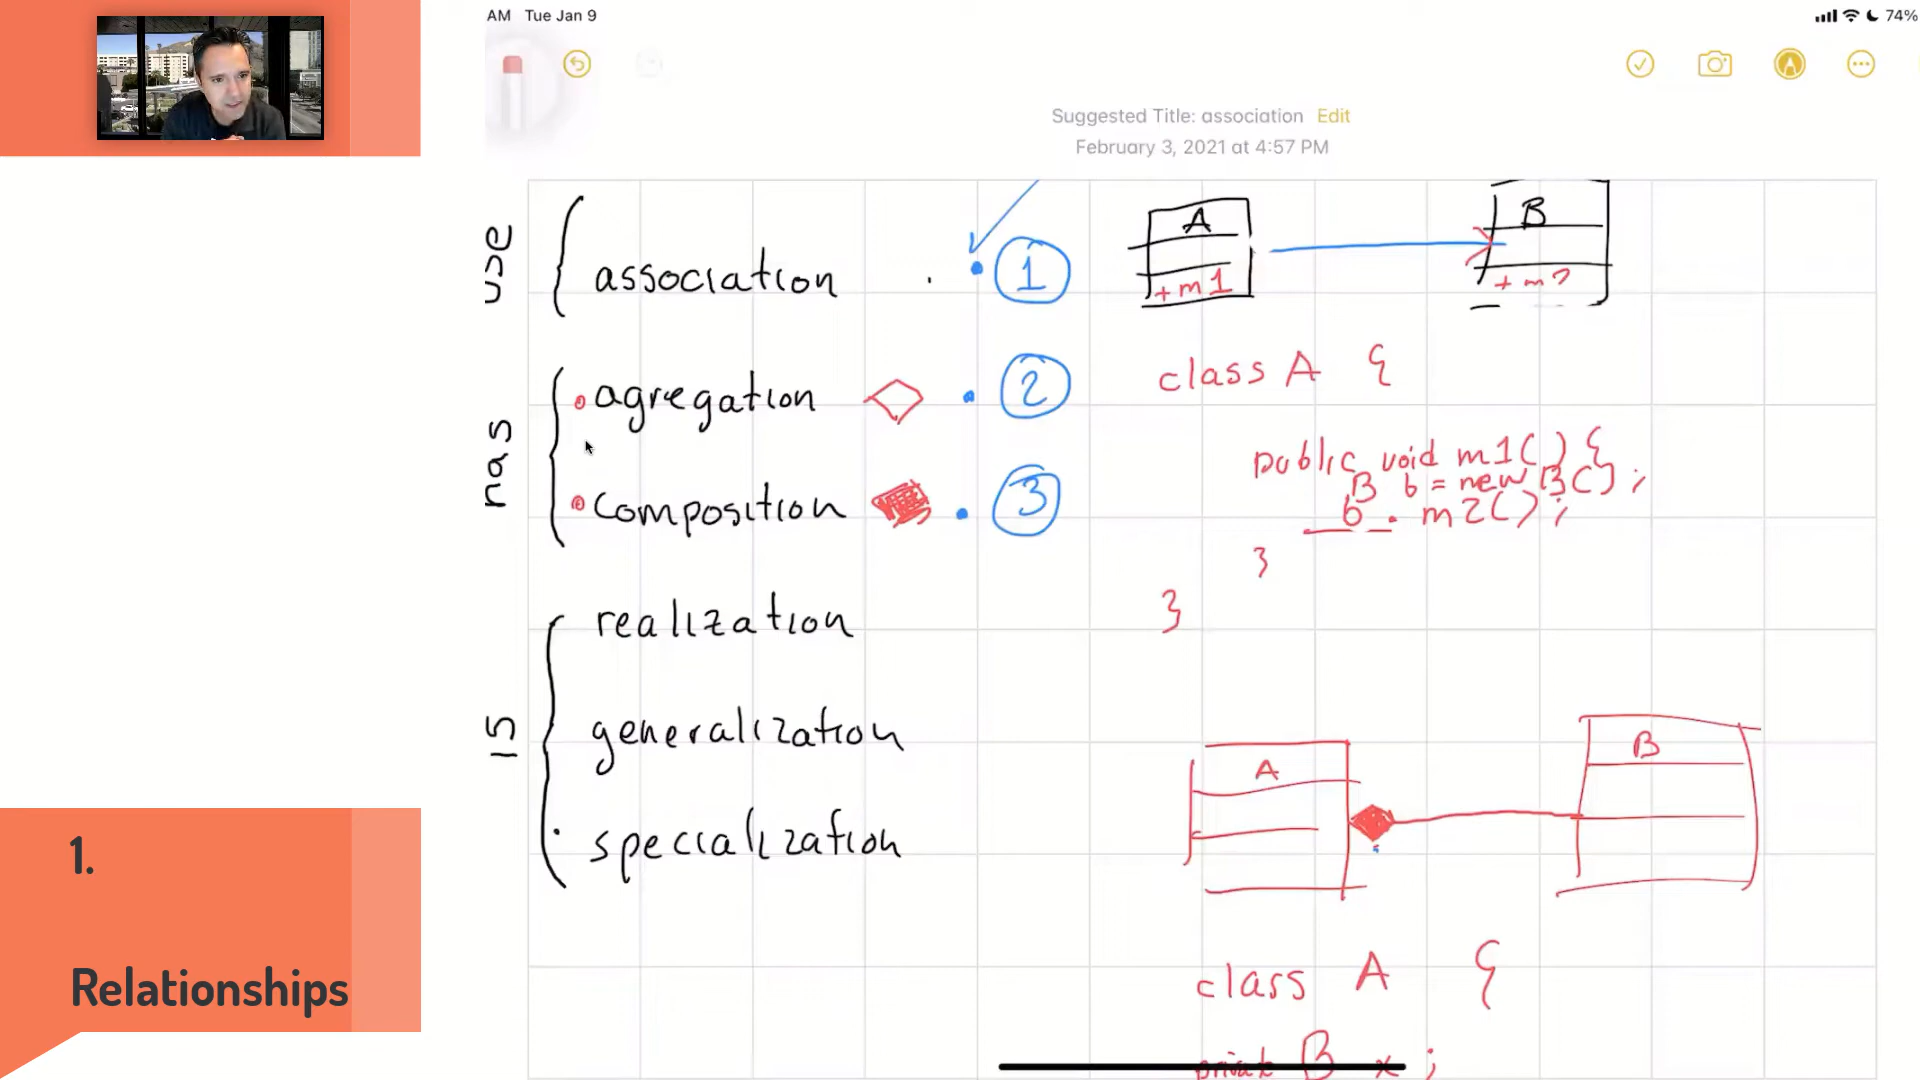 AM Tue Jan 9
74%
Suggested Title: association Edit
February 3, 2021 at 4:57 PM
use
association
1
has
agregation
2
composition
3
is
realization
generalization
specialization
A
+ m1
B
+ m2
class A {
public void m1( ) {
B b = new B( ) ;
b . m2( ) ;
}
}
A
B
class A {
private B x ;
1.
Relationships